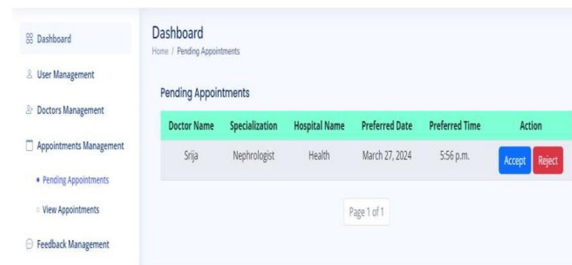 Dashboard
User Management
Doctors Management
Appointments Management
Pending Appointments
View Appointments
Feedback Management
Dashboard
Home / Pending Appointments
Pending Appointments
Doctor Name Specialization Hospital Name Preferred Date Preferred Time Action
Srija Nephrologist Health March 27, 2024 5:56 p.m. Accept Reject
Page 1 of 1